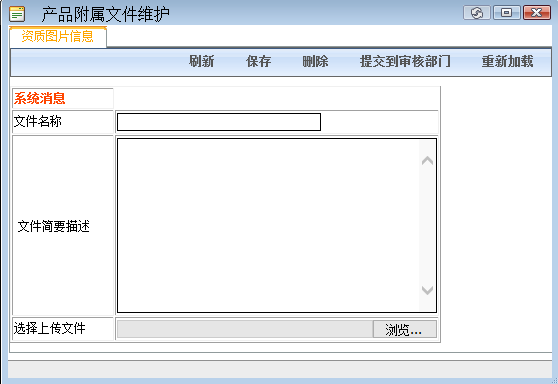 产品附属文件维护
资质图片信息
刷新 保存 删除 提交到审核部门 重新加载
系统消息
文件名称
文件简要描述
选择上传文件 浏览...